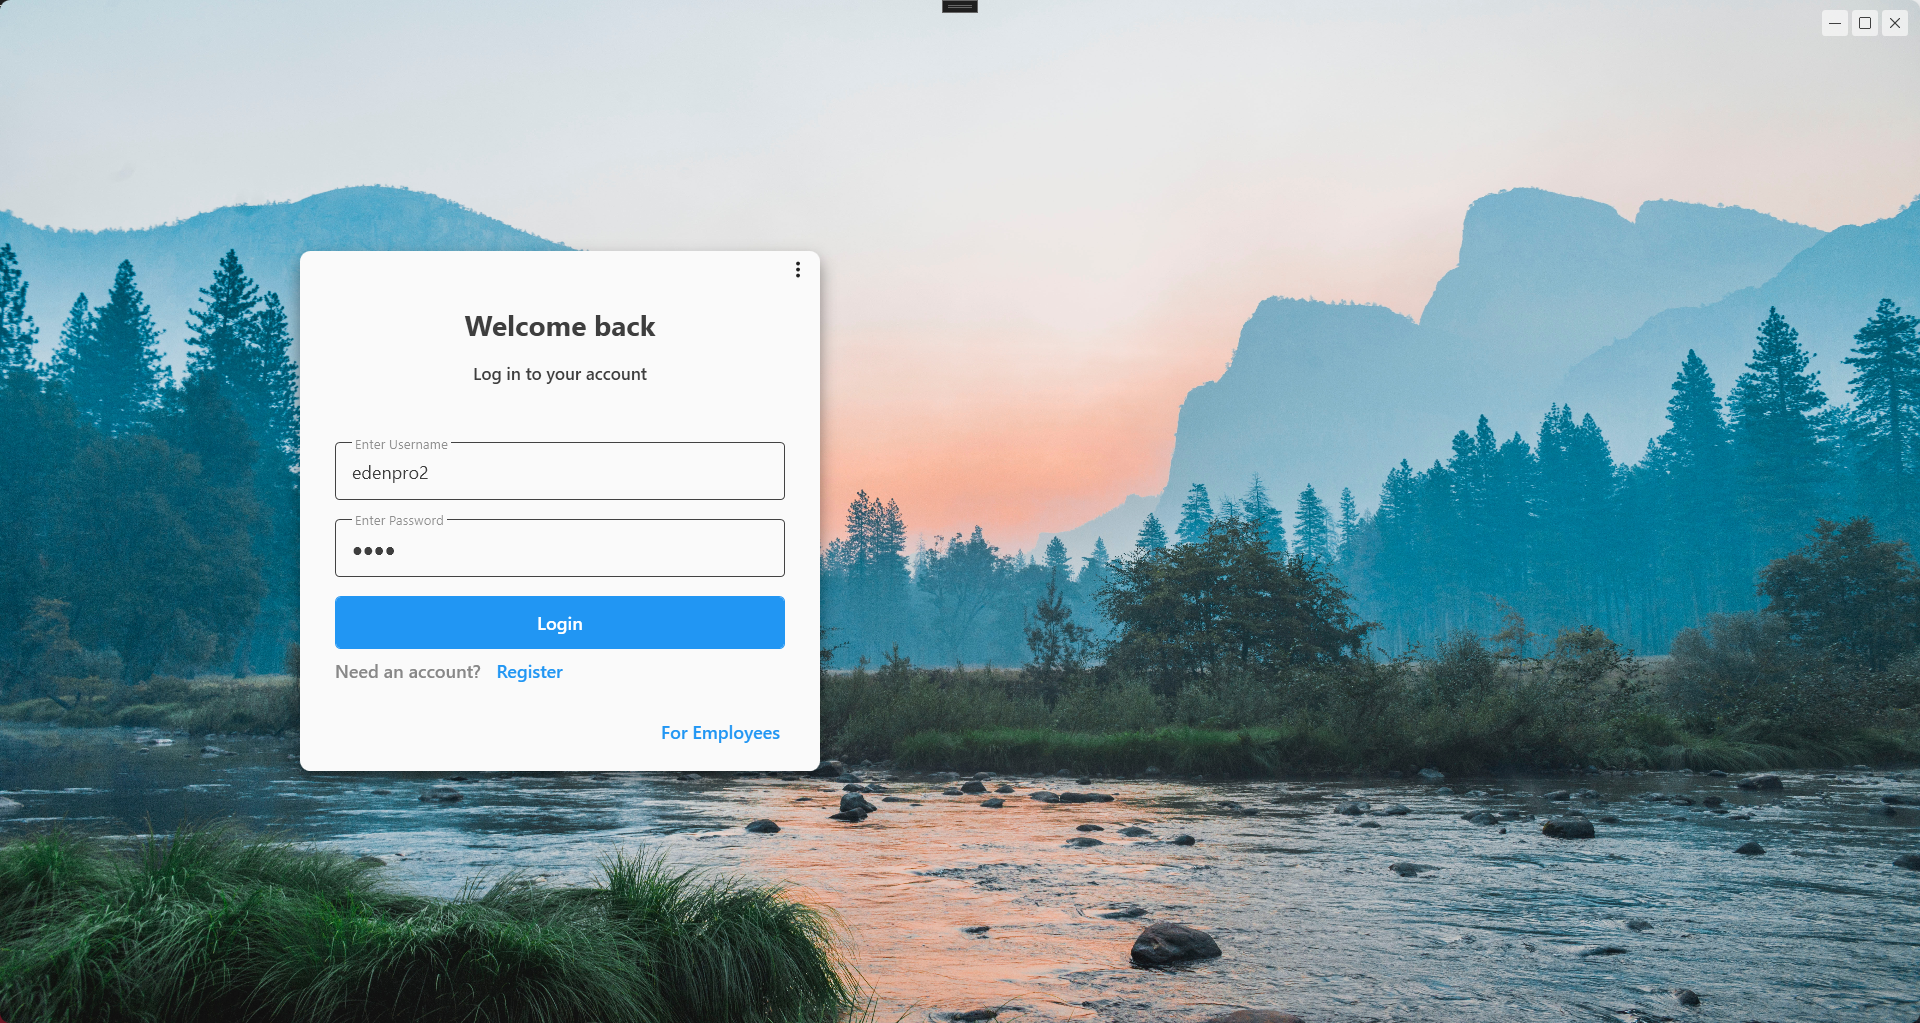 Welcome back
Log in to your account
Enter Username
edenpro2
Enter Password
••••
Login
Need an account? Register
For Employees